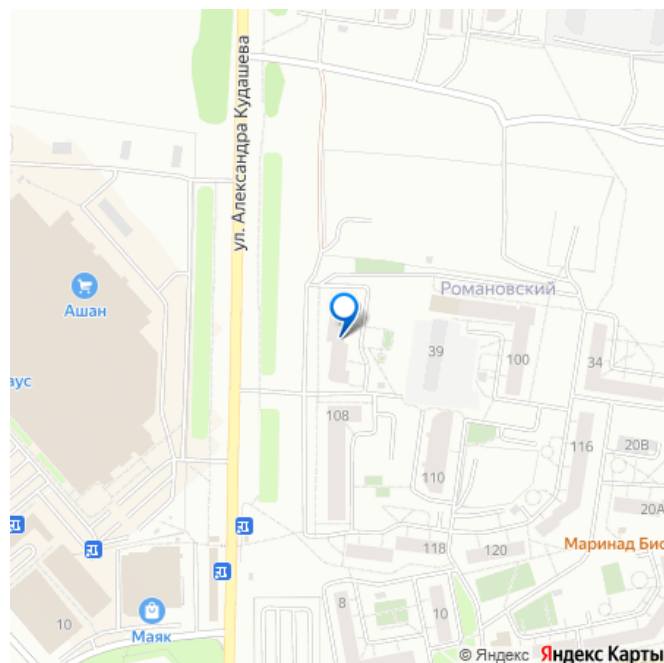 ул. Александра Кудашева
Ашан
Романовский
аус
39
100
34
108
116
20В
110
20А
118
120
Маринад Бис
8
10
10
Маяк
© Яндекс Яндекс Карты